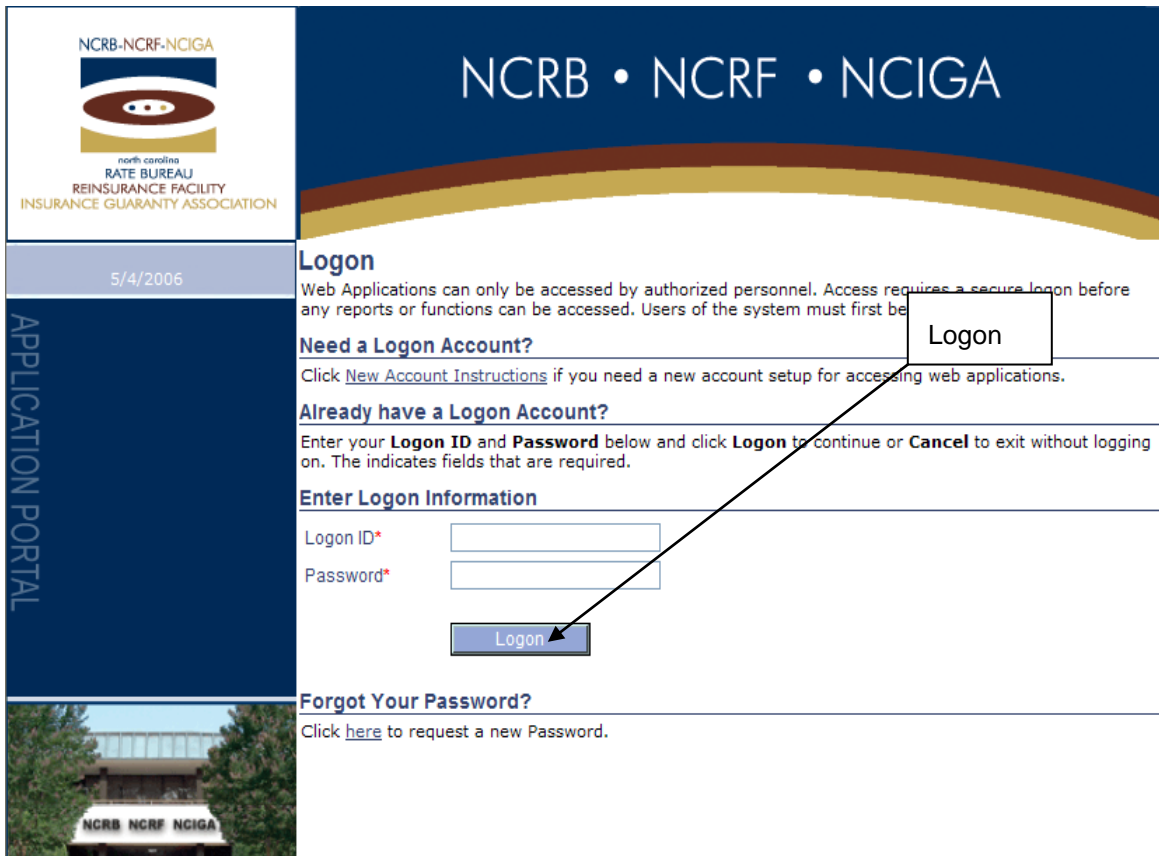 NCRB-NCRF-NCIGA
north carolina
RATE BUREAU
REINSURANCE FACILITY
INSURANCE GUARANTY ASSOCIATION
NCRB • NCRF • NCIGA
5/4/2006
APPLICATION PORTAL
Logon
Web Applications can only be accessed by authorized personnel. Access requires a secure logon before
any reports or functions can be accessed. Users of the system must first be
Logon
Need a Logon Account?
Click New Account Instructions if you need a new account setup for accessing web applications.
Already have a Logon Account?
Enter your Logon ID and Password below and click Logon to continue or Cancel to exit without logging
on. The indicates fields that are required.
Enter Logon Information
Logon ID*
Password*
Logon
Forgot Your Password?
Click here to request a new Password.
NCRB NCRF NCIGA